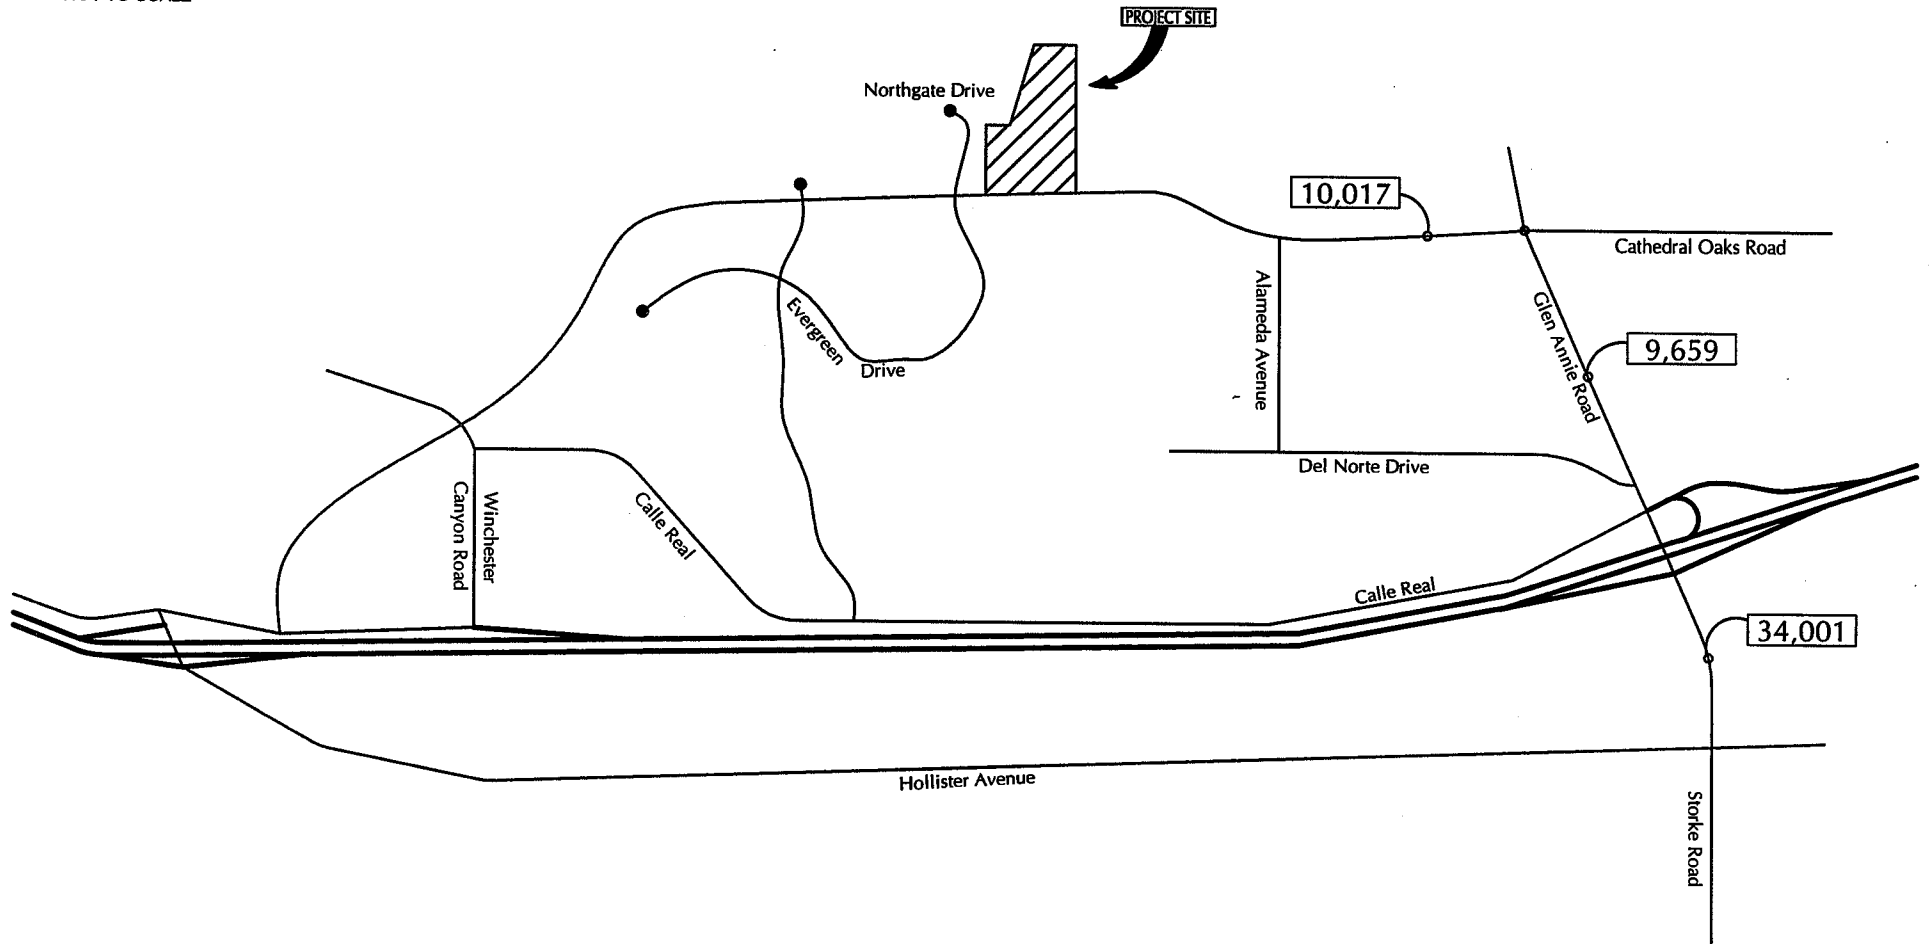 PROJECT SITE
Northgate Drive
10,017
Cathedral Oaks Road
Alameda Avenue
Glen Annie Road
9,659
Evergreen
Drive
Del Norte Drive
Winchester
Canyon Road
Calle Real
Calle Real
34,001
Hollister Avenue
Storke Road